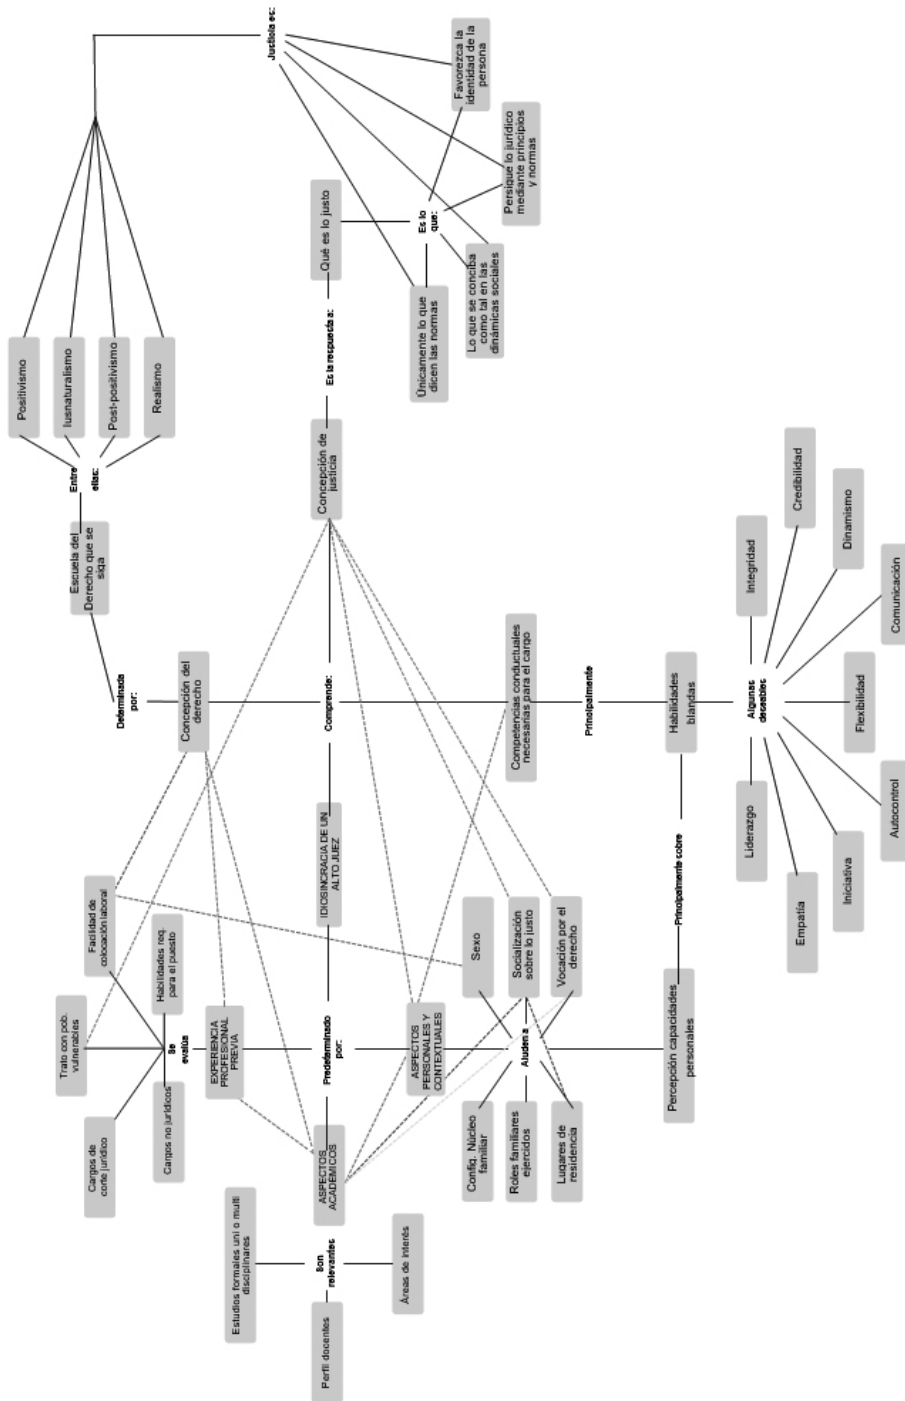 Justicia es:
Favorezca la
identidad de la
persona
Persigue lo jurídico
mediante principios
y normas
Es lo
que:
Qué es lo justo
Lo que se conciba
como tal en las
dinámicas sociales
Únicamente lo que
dicen las normas
Es la respuesta a:
Positivismo
Iusnaturalismo
Post-positivismo
Realismo
Entre
ellas:
Escuela del
Derecho que se
siga
Determinada
por:
Concepción del
derecho
Concepción de
justicia
Comprende:
Competencias conductuales
necesarias para el cargo
Principalmente
Habilidades
blandas
Algunas
deseables
Integridad
Credibilidad
Dinamismo
Comunicación
Flexibilidad
Autocontrol
Iniciativa
Empatía
Liderazgo
Principalmente sobre
Percepción capacidades
personales
IDIOSINCRACIA DE UN
ALTO JUEZ
Predeterminado
por:
Facilidad de
colocación laboral
Habilidades req.
para el puesto
Trato con pob.
vulnerables
Cargos de
corte jurídico
Cargos no jurídicos
Se
evalúa
EXPERIENCIA
PROFESIONAL
PREVIA
ASPECTOS
PERSONALES Y
CONTEXTUALES
Aluden a
Sexo
Socialización
sobre lo justo
Vocación por el
derecho
Config. Núcleo
familiar
Roles familiares
ejercidos
Lugares de
residencia
ASPECTOS
ACADÉMICOS
Son
relevantes
Estudios formales uni o multi
disciplinares
Perfil docentes
Áreas de interés